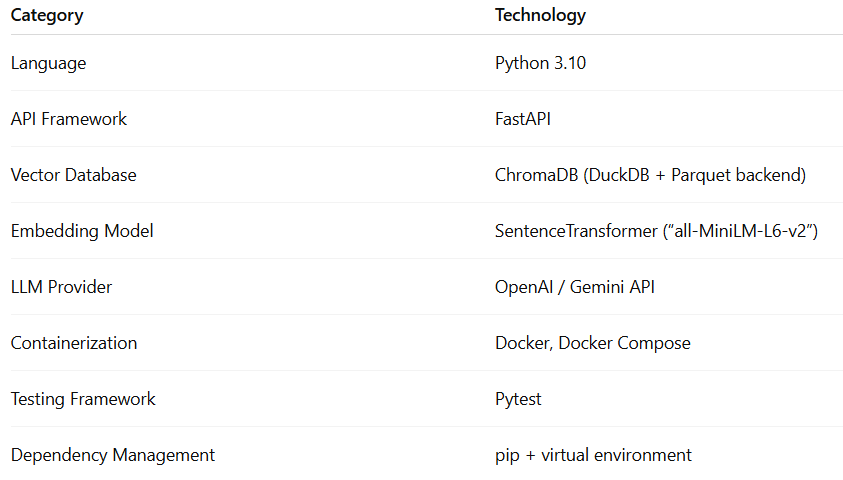 Category Technology
Language Python 3.10
API Framework FastAPI
Vector Database ChromaDB (DuckDB + Parquet backend)
Embedding Model SentenceTransformer (“all-MiniLM-L6-v2”)
LLM Provider OpenAI / Gemini API
Containerization Docker, Docker Compose
Testing Framework Pytest
Dependency Management pip + virtual environment